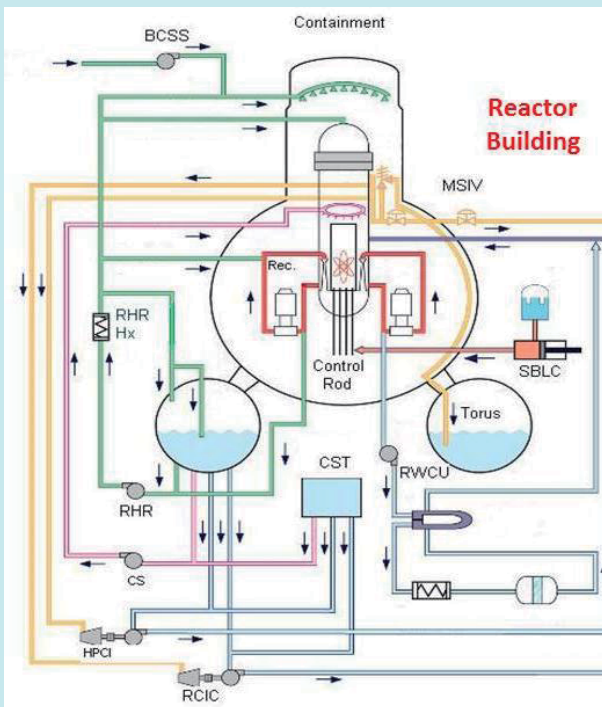 Containment
BCSS
Reactor
Building
MSIV
Rec.
RHR
Hx
Control
Rod
SBLC
Torus
CST
RWCU
RHR
CS
HPCI
RCIC